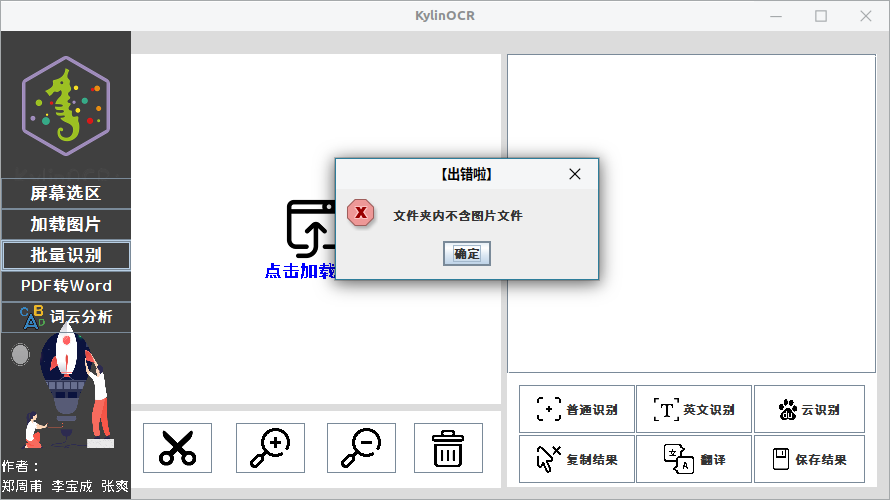 KylinOCR
KylinOCR
屏幕选区
加载图片
批量识别
PDF转Word
词云分析
作者：
郑周甫 李宝成 张爽
点击加载
【出错啦】
文件夹内不含图片文件
确定
普通识别
英文识别
云识别
复制结果
翻译
保存结果